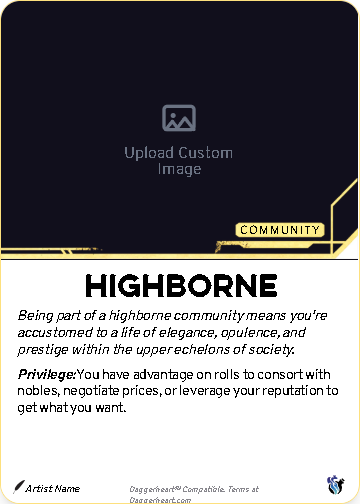 Upload Custom
Image
COMMUNITY
HIGHBORNE
Being part of a highborne community means you're
accustomed to a life of elegance, opulence, and
prestige within the upper echelons of society.
Privilege:You have advantage on rolls to consort with
nobles, negotiate prices, or leverage your reputation to
get what you want.
Artist Name
Daggerheart™ Compatible. Terms at
Daggerheart.com